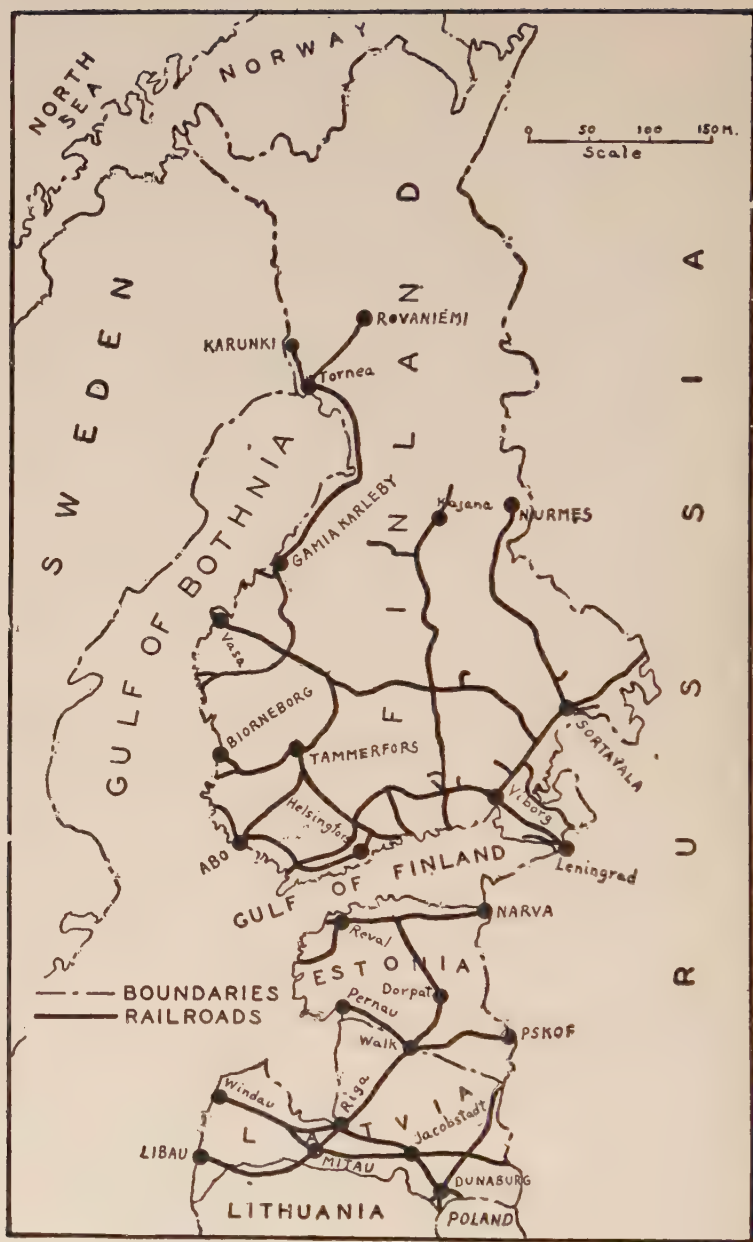 NORTH
SEA
NORWAY
0 50 100 150 M.
Scale
SWEDEN
FINLAND
RUSSIA
ROVANIÉMI
KARUNKI
Tornea
GULF OF BOTHNIA
Kajana
NURMES
GAMIA KARLEBY
Vasa
BIORNEBORG
TAMMERFORS
SORTAVALA
Helsingfors
Viborg
ABO
Leningrad
GULF OF FINLAND
NARVA
Reval
ESTONIA
Dorpat
BOUNDARIES
RAILROADS
Pernau
Walk
PSKOF
Windau
Riga
LATVIA
Jacobstadt
LIBAU
MITAU
DUNABURG
LITHUANIA
POLAND